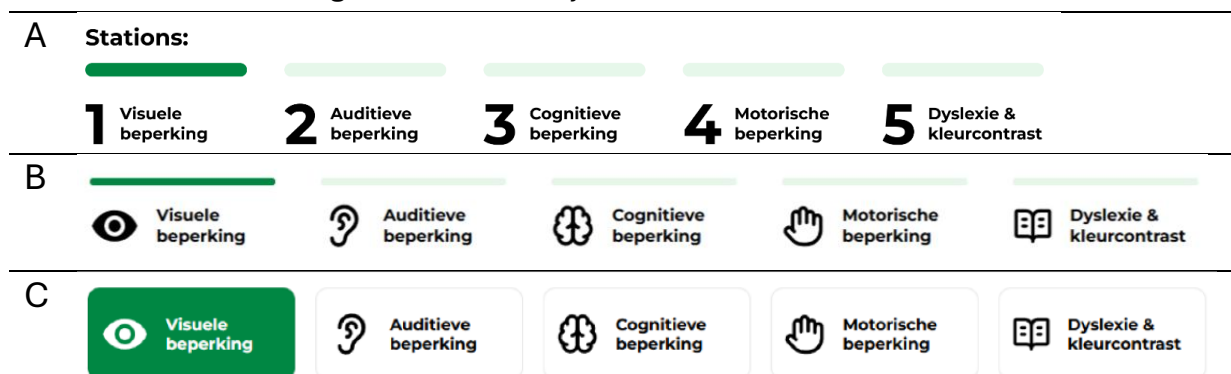 A
Stations:
1 Visuele beperking
2 Auditieve beperking
3 Cognitieve beperking
4 Motorische beperking
5 Dyslexie & kleurcontrast
B
Visuele beperking
Auditieve beperking
Cognitieve beperking
Motorische beperking
Dyslexie & kleurcontrast
C
Visuele beperking
Auditieve beperking
Cognitieve beperking
Motorische beperking
Dyslexie & kleurcontrast